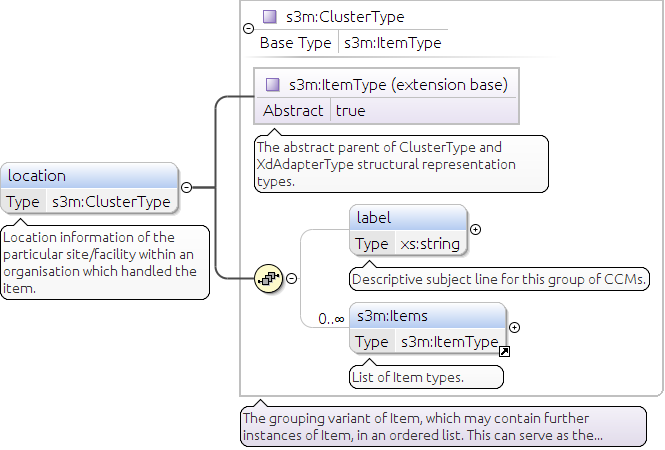 s3m:ClusterType
Base Type s3m:ItemType
s3m:ItemType (extension base)
Abstract true
The abstract parent of ClusterType and
XdAdapterType structural representation
types.
location
Type s3m:ClusterType
Location information of the
particular site/facility within an
organisation which handled the
item.
label
Type xs:string
Descriptive subject line for this group of CCMs.
0..∞
s3m:Items
Type s3m:ItemType
List of Item types.
The grouping variant of Item, which may contain further
instances of Item, in an ordered list. This can serve as the...